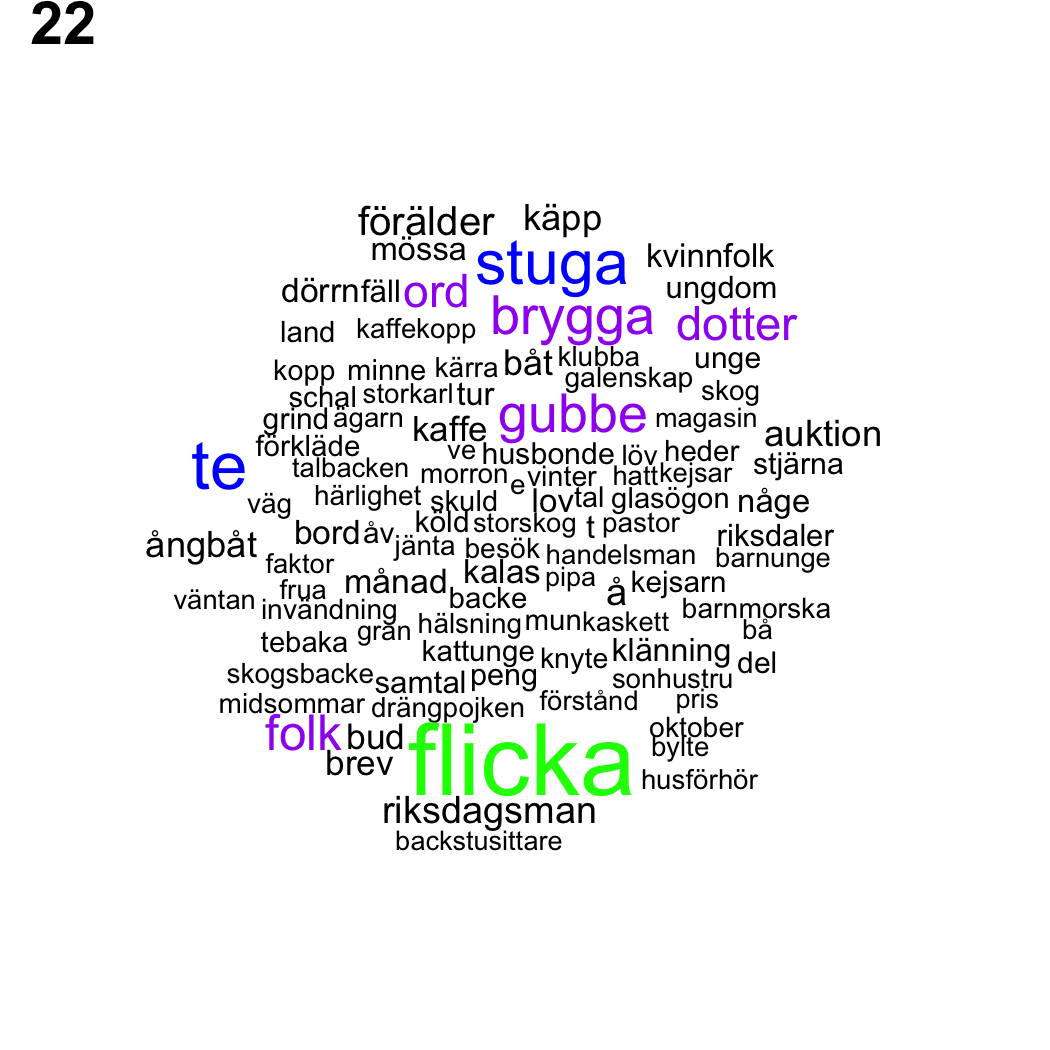 22
förälder käpp
mössa stuga kvinnfolk
dörrn fäll ord brygga dotter ungdom
land kaffekopp
kopp minne kärra båt klubba unge
schal storkarl tur galenskap skog
grind ägarn kaffe gubbe magasin auktion
te förkläde ve husbonde löv heder stjärna
talbacken morron e vinter hatt kejsar
väg härlighet skuld lov tal glasögon någe
ångbåt bord åv köld storskog t pastor riksdaler
faktor jänta besök handelsman barnunge
väntan frua månad kalas pipa å kejsarn
invändning backe barnmorska
tebaka gran hälsning munkaskett bå
skogsbacke kattunge knyte klänning del
samtal peng sonhustru
midsommar drängpojken förstånd pris
folk bud flicka oktober
brev bylte
husförhör
riksdagsman
backstusittare